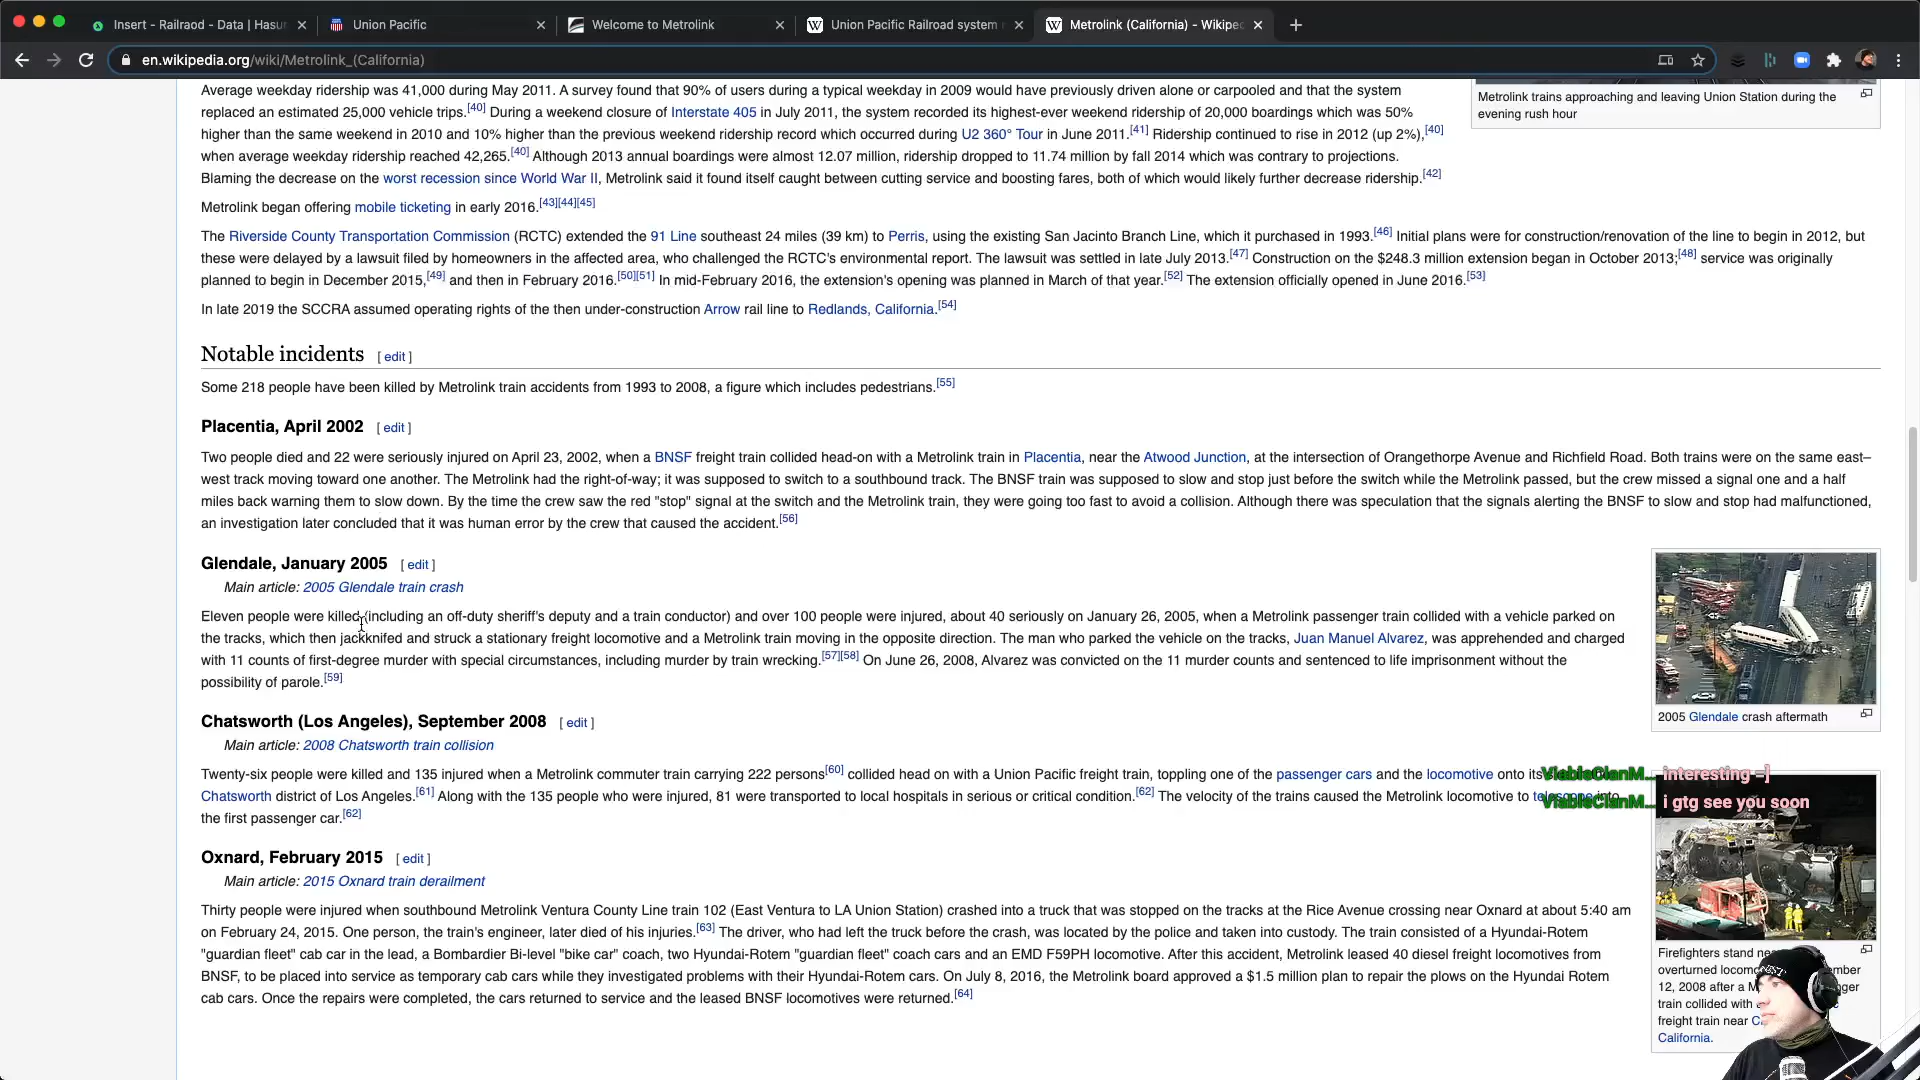 Insert - Railraod - Data | Hasu
Union Pacific
Welcome to Metrolink
Union Pacific Railroad system
Metrolink (California) - Wikipe
en.wikipedia.org/wiki/Metrolink_(California)
Average weekday ridership was 41,000 during May 2011. A survey found that 90% of users during a typical weekday in 2009 would have previously driven alone or carpooled and that the system
replaced an estimated 25,000 vehicle trips.[40] During a weekend closure of Interstate 405 in July 2011, the system recorded its highest-ever weekend ridership of 20,000 boardings which was 50%
higher than the same weekend in 2010 and 10% higher than the previous weekend ridership record which occurred during U2 360° Tour in June 2011.[41] Ridership continued to rise in 2012 (up 2%),[40]
when average weekday ridership reached 42,265.[40] Although 2013 annual boardings were almost 12.07 million, ridership dropped to 11.74 million by fall 2014 which was contrary to projections.
Blaming the decrease on the worst recession since World War II, Metrolink said it found itself caught between cutting service and boosting fares, both of which would likely further decrease ridership.[42]
Metrolink trains approaching and leaving Union Station during the
evening rush hour
Metrolink began offering mobile ticketing in early 2016.[43][44][45]
The Riverside County Transportation Commission (RCTC) extended the 91 Line southeast 24 miles (39 km) to Perris, using the existing San Jacinto Branch Line, which it purchased in 1993.[46] Initial plans were for construction/renovation of the line to begin in 2012, but
these were delayed by a lawsuit filed by homeowners in the affected area, who challenged the RCTC's environmental report. The lawsuit was settled in late July 2013.[47] Construction on the $248.3 million extension began in October 2013;[48] service was originally
planned to begin in December 2015,[49] and then in February 2016.[50][51] In mid-February 2016, the extension's opening was planned in March of that year.[52] The extension officially opened in June 2016.[53]
In late 2019 the SCCRA assumed operating rights of the then under-construction Arrow rail line to Redlands, California.[54]
Notable incidents [ edit ]
Some 218 people have been killed by Metrolink train accidents from 1993 to 2008, a figure which includes pedestrians.[55]
Placentia, April 2002 [ edit ]
Two people died and 22 were seriously injured on April 23, 2002, when a BNSF freight train collided head-on with a Metrolink train in Placentia, near the Atwood Junction, at the intersection of Orangethorpe Avenue and Richfield Road. Both trains were on the same east–
west track moving toward one another. The Metrolink had the right-of-way; it was supposed to switch to a southbound track. The BNSF train was supposed to slow and stop just before the switch while the Metrolink passed, but the crew missed a signal one and a half
miles back warning them to slow down. By the time the crew saw the red "stop" signal at the switch and the Metrolink train, they were going too fast to avoid a collision. Although there was speculation that the signals alerting the BNSF to slow and stop had malfunctioned,
an investigation later concluded that it was human error by the crew that caused the accident.[56]
Glendale, January 2005 [ edit ]
Main article: 2005 Glendale train crash
Eleven people were killed (including an off-duty sheriff's deputy and a train conductor) and over 100 people were injured, about 40 seriously on January 26, 2005, when a Metrolink passenger train collided with a vehicle parked on
the tracks, which then jackknifed and struck a stationary freight locomotive and a Metrolink train moving in the opposite direction. The man who parked the vehicle on the tracks, Juan Manuel Alvarez, was apprehended and charged
with 11 counts of first-degree murder with special circumstances, including murder by train wrecking.[57][58] On June 26, 2008, Alvarez was convicted on the 11 murder counts and sentenced to life imprisonment without the
possibility of parole.[59]
2005 Glendale crash aftermath
Chatsworth (Los Angeles), September 2008 [ edit ]
Main article: 2008 Chatsworth train collision
Twenty-six people were killed and 135 injured when a Metrolink commuter train carrying 222 persons[60] collided head on with a Union Pacific freight train, toppling one of the passenger cars and the locomotive onto its
Chatsworth district of Los Angeles.[61] Along with the 135 people who were injured, 81 were transported to local hospitals in serious or critical condition.[62] The velocity of the trains caused the Metrolink locomotive to telescope into
the first passenger car.[62]
ViableClanM... interesting =]
ViableClanM... i gtg see you soon
Oxnard, February 2015 [ edit ]
Main article: 2015 Oxnard train derailment
Thirty people were injured when southbound Metrolink Ventura County Line train 102 (East Ventura to LA Union Station) crashed into a truck that was stopped on the tracks at the Rice Avenue crossing near Oxnard at about 5:40 am
on February 24, 2015. One person, the train's engineer, later died of his injuries.[63] The driver, who had left the truck before the crash, was located by the police and taken into custody. The train consisted of a Hyundai-Rotem
"guardian fleet" cab car in the lead, a Bombardier Bi-level "bike car" coach, two Hyundai-Rotem "guardian fleet" coach cars and an EMD F59PH locomotive. After this accident, Metrolink leased 40 diesel freight locomotives from
BNSF, to be placed into service as temporary cab cars while they investigated problems with their Hyundai-Rotem cars. On July 8, 2016, the Metrolink board approved a $1.5 million plan to repair the plows on the Hyundai Rotem
cab cars. Once the repairs were completed, the cars returned to service and the leased BNSF locomotives were returned.[64]
Firefighters stand
overturned
12, 2008 after a
train collided with
freight train near
California.